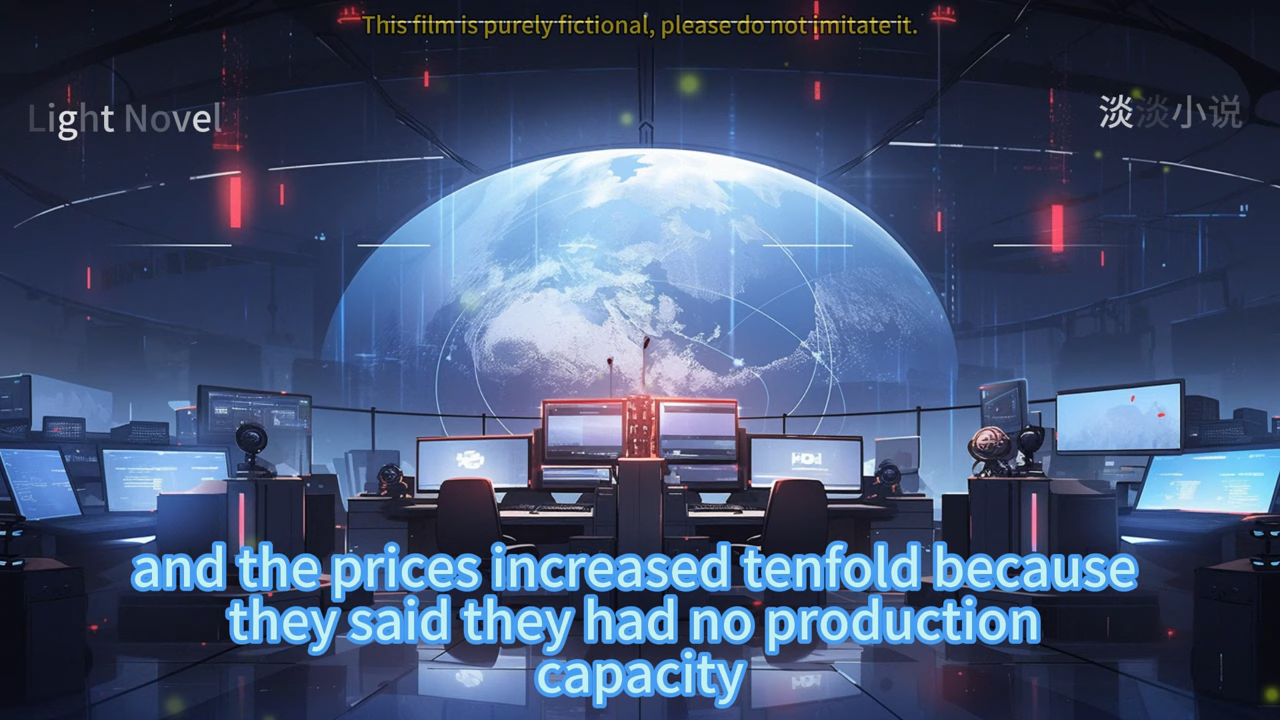 This film is purely fictional, please do not imitate it.
Light Novel
淡淡小说
and the prices increased tenfold because
they said they had no production
capacity